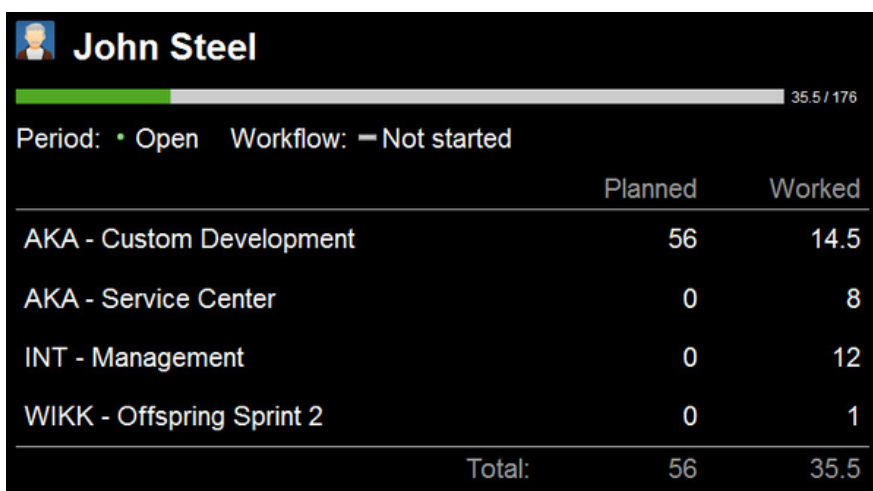 John Steel
35.5 / 176
Period: • Open Workflow: Not started
Planned Worked
AKA - Custom Development 56 14.5
AKA - Service Center 0 8
INT - Management 0 12
WIKK - Offspring Sprint 2 0 1
Total: 56 35.5